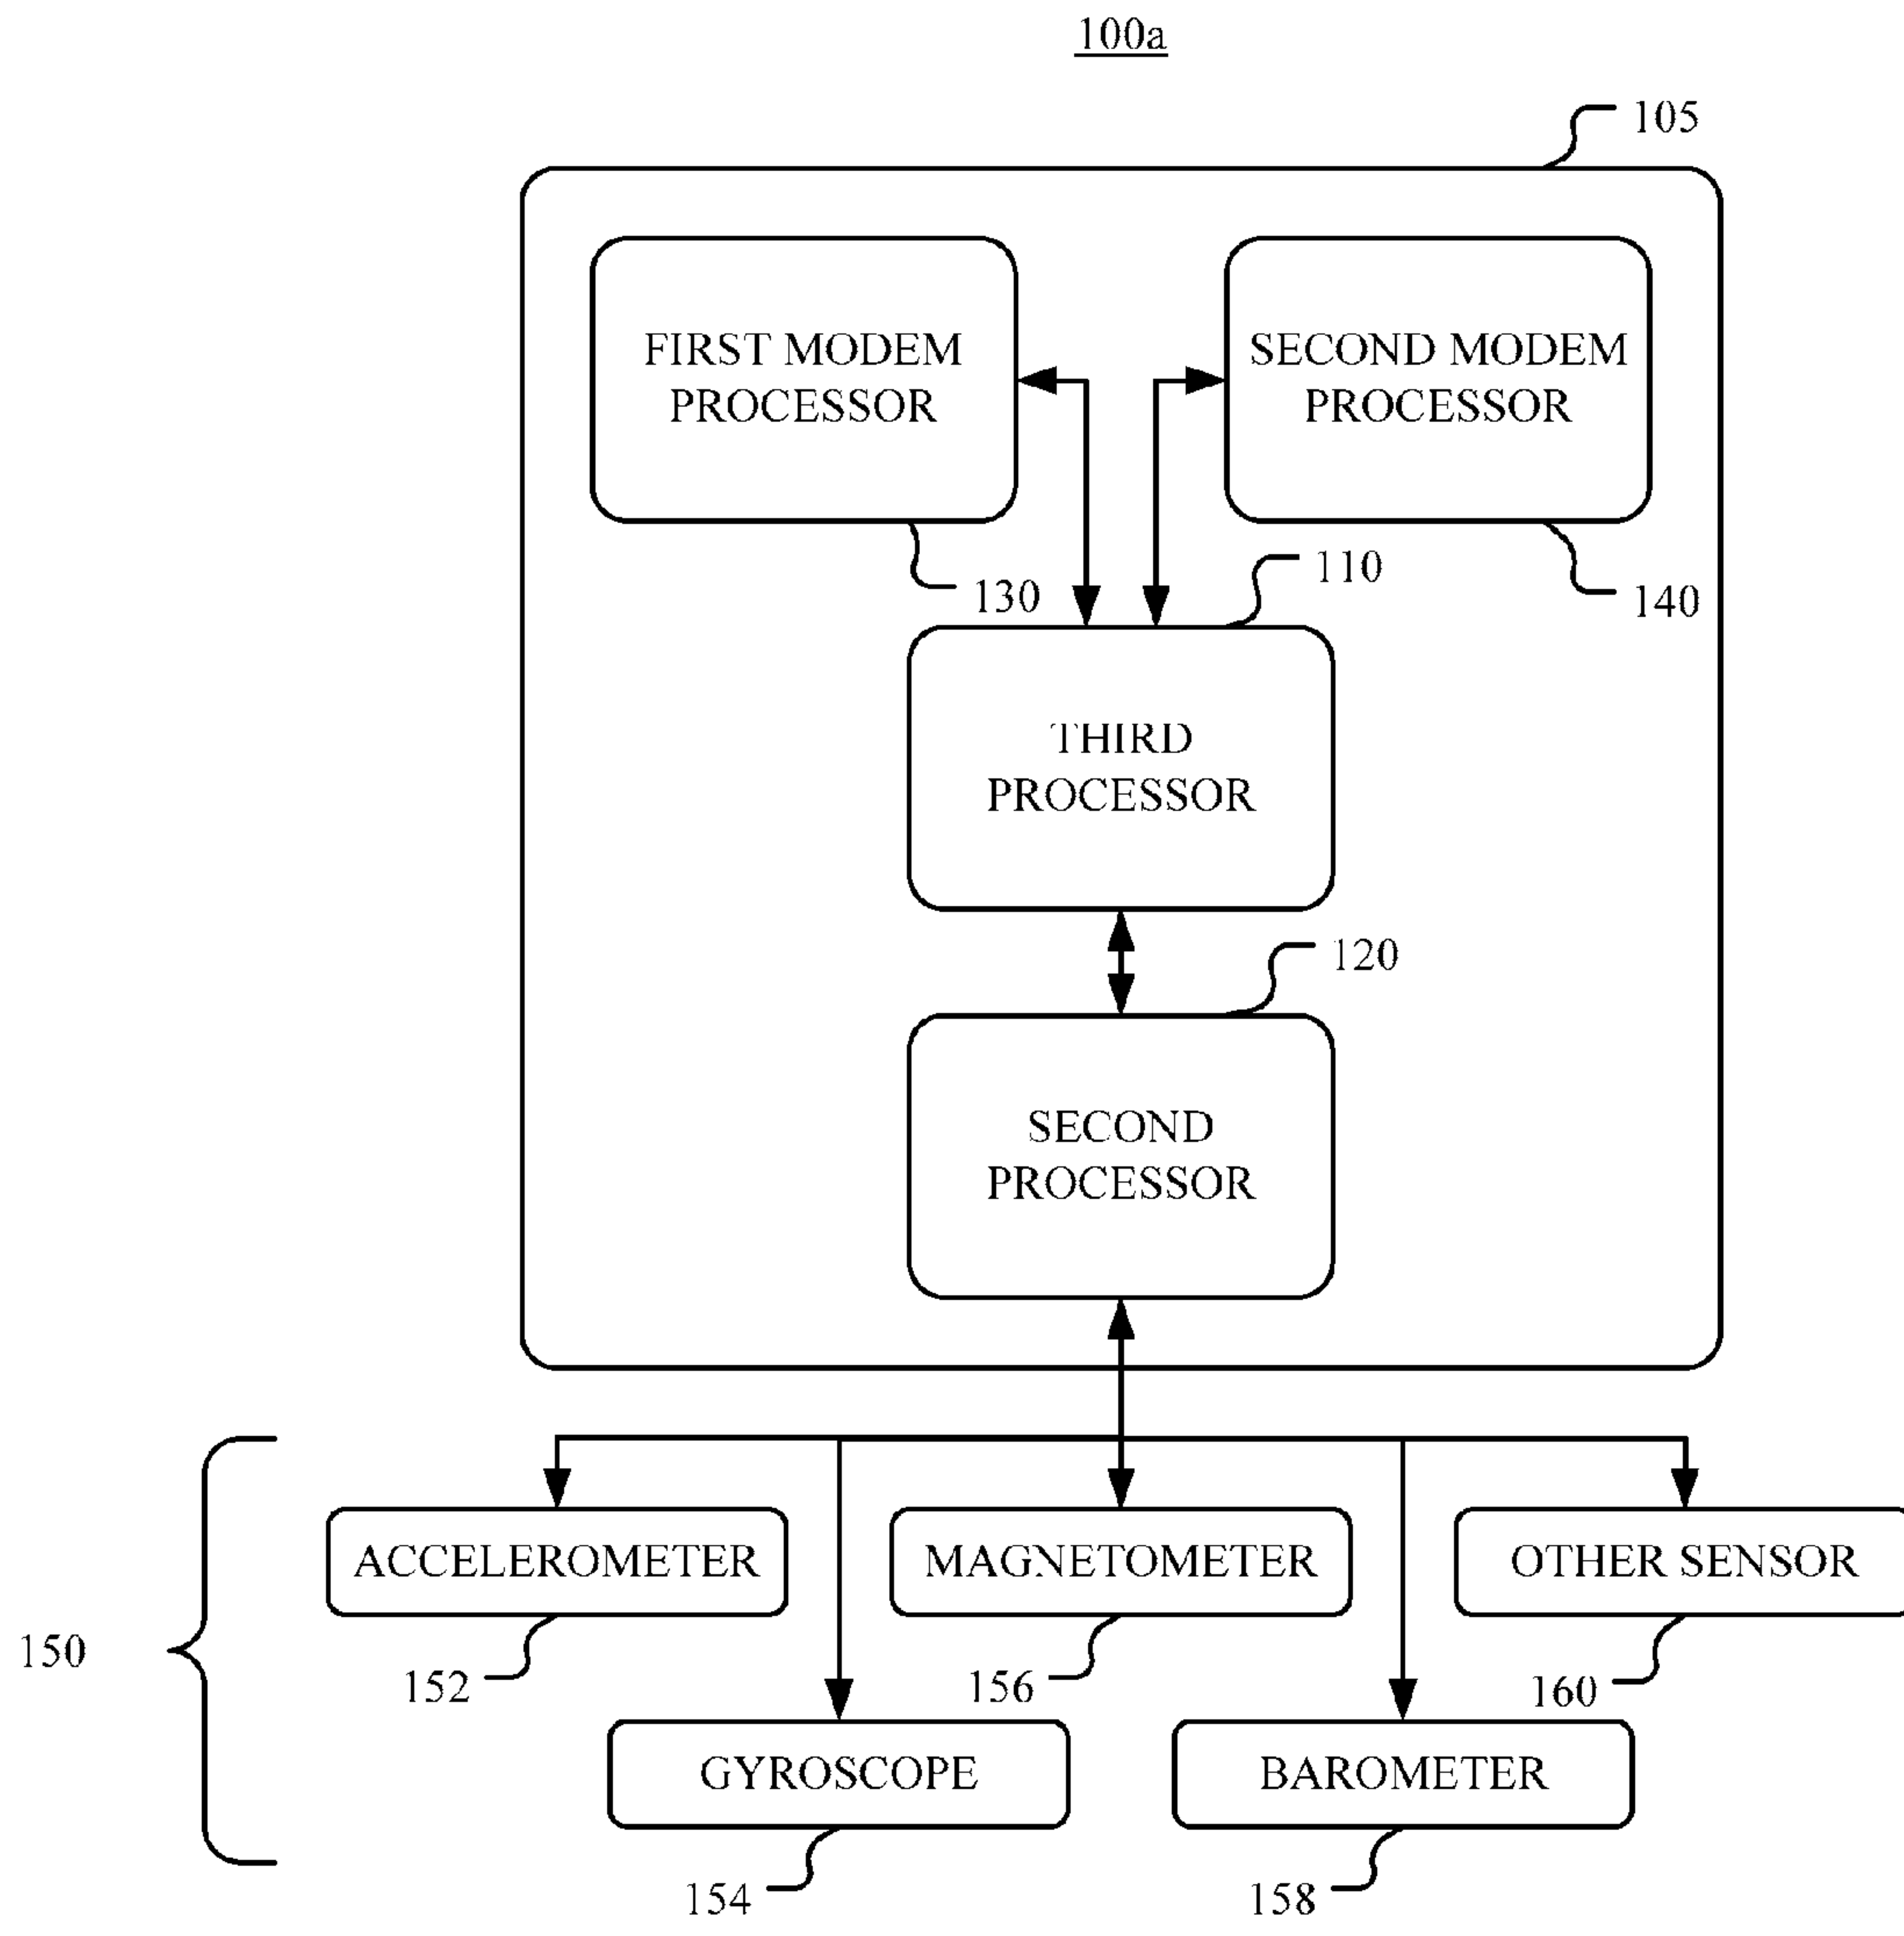 100a
105
FIRST MODEM
PROCESSOR
SECOND MODEM
PROCESSOR
130
110
140
THIRD
PROCESSOR
120
SECOND
PROCESSOR
150
ACCELEROMETER
MAGNETOMETER
OTHER SENSOR
152
156
160
GYROSCOPE
BAROMETER
154
158